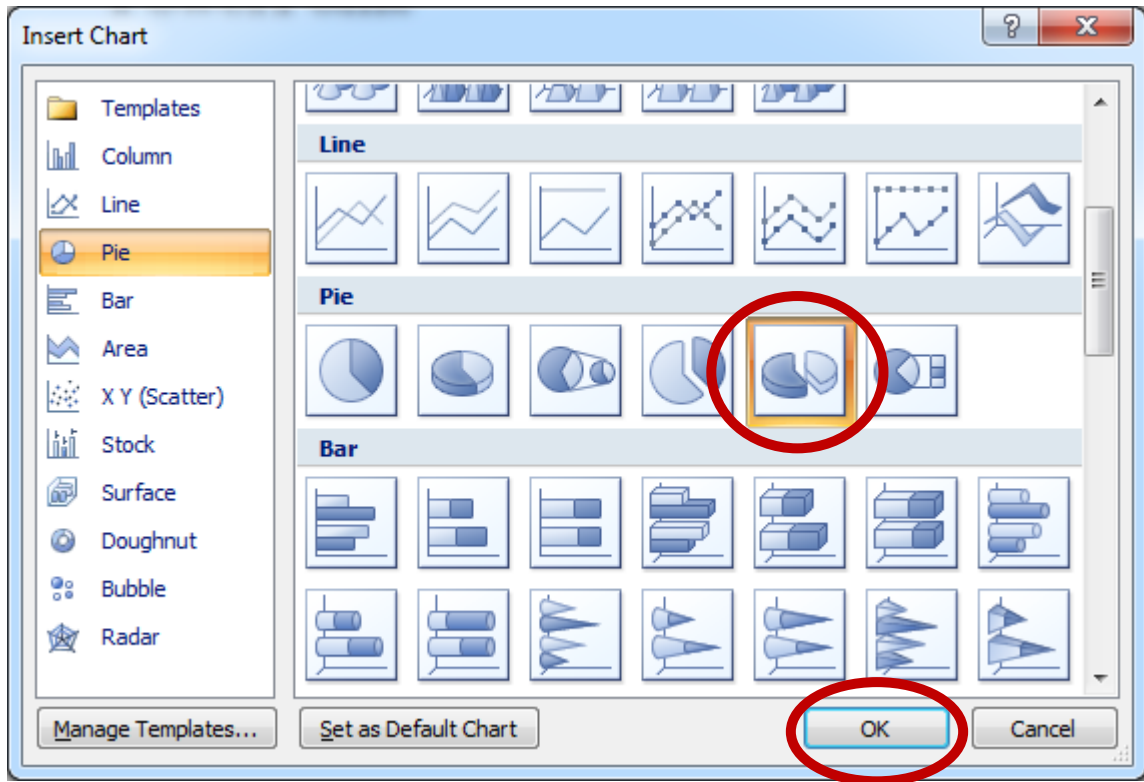 Insert Chart
Templates
Column
Line
Pie
Bar
Area
X Y (Scatter)
Stock
Surface
Doughnut
Bubble
Radar
Line
Pie
Bar
Manage Templates...
Set as Default Chart
OK
Cancel